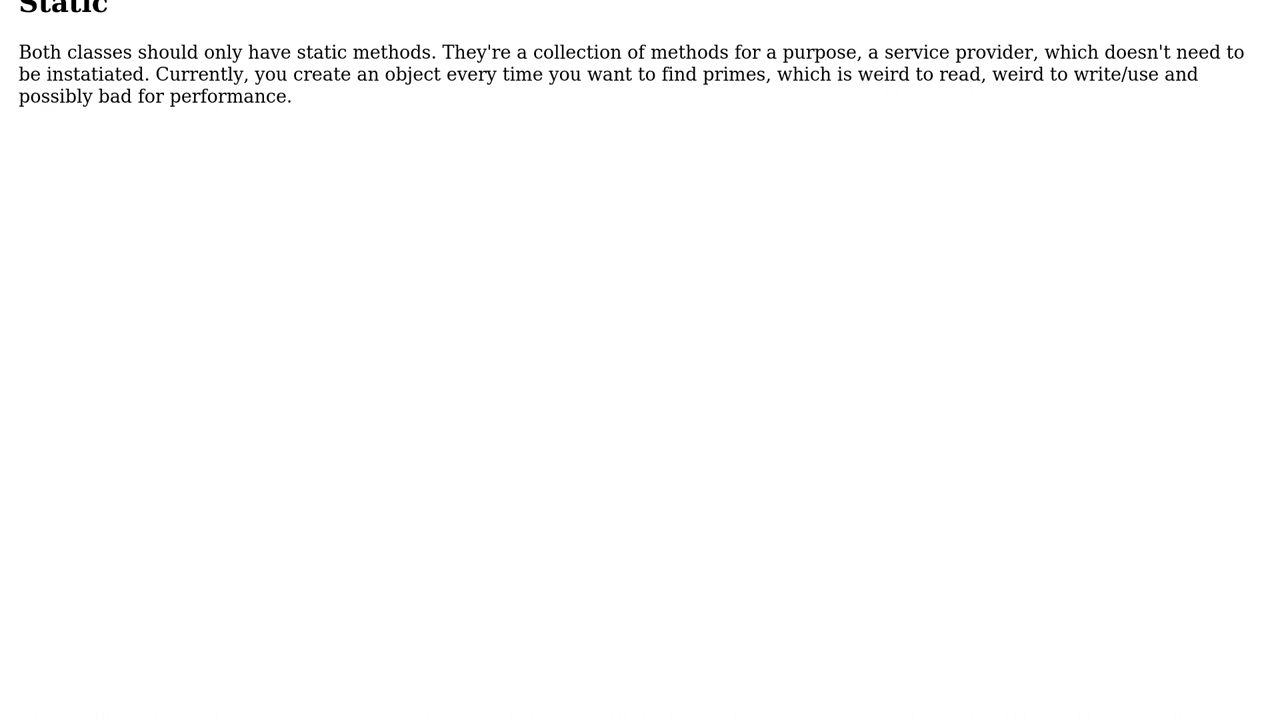 Static
Both classes should only have static methods. They're a collection of methods for a purpose, a service provider, which doesn't need to
be instatiated. Currently, you create an object every time you want to find primes, which is weird to read, weird to write/use and
possibly bad for performance.